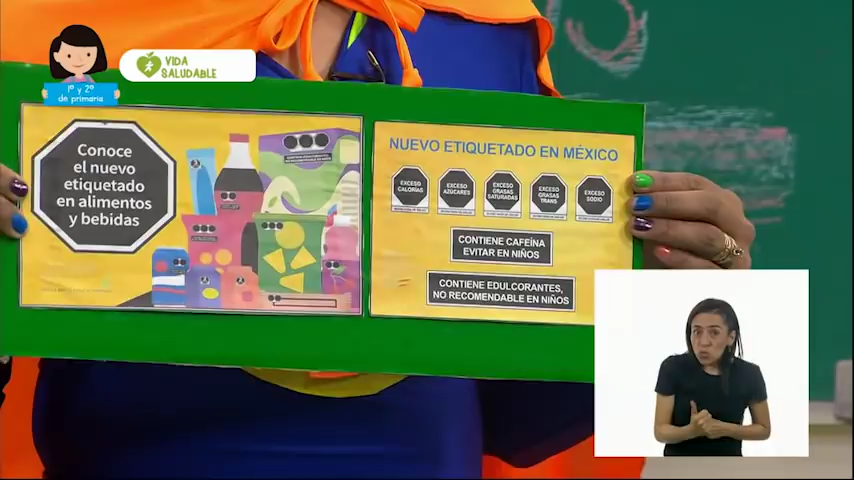 VIDA
SALUDABLE
1º y 2º
de primaria
Conoce
el nuevo
etiquetado
en alimentos
y bebidas
NUEVO ETIQUETADO EN MÉXICO
EXCESO
CALORÍAS
EXCESO
AZÚCARES
EXCESO
GRASAS
SATURADAS
EXCESO
GRASAS
TRANS
EXCESO
SODIO
CONTIENE CAFEÍNA
EVITAR EN NIÑOS
CONTIENE EDULCORANTES,
NO RECOMENDABLE EN NIÑOS